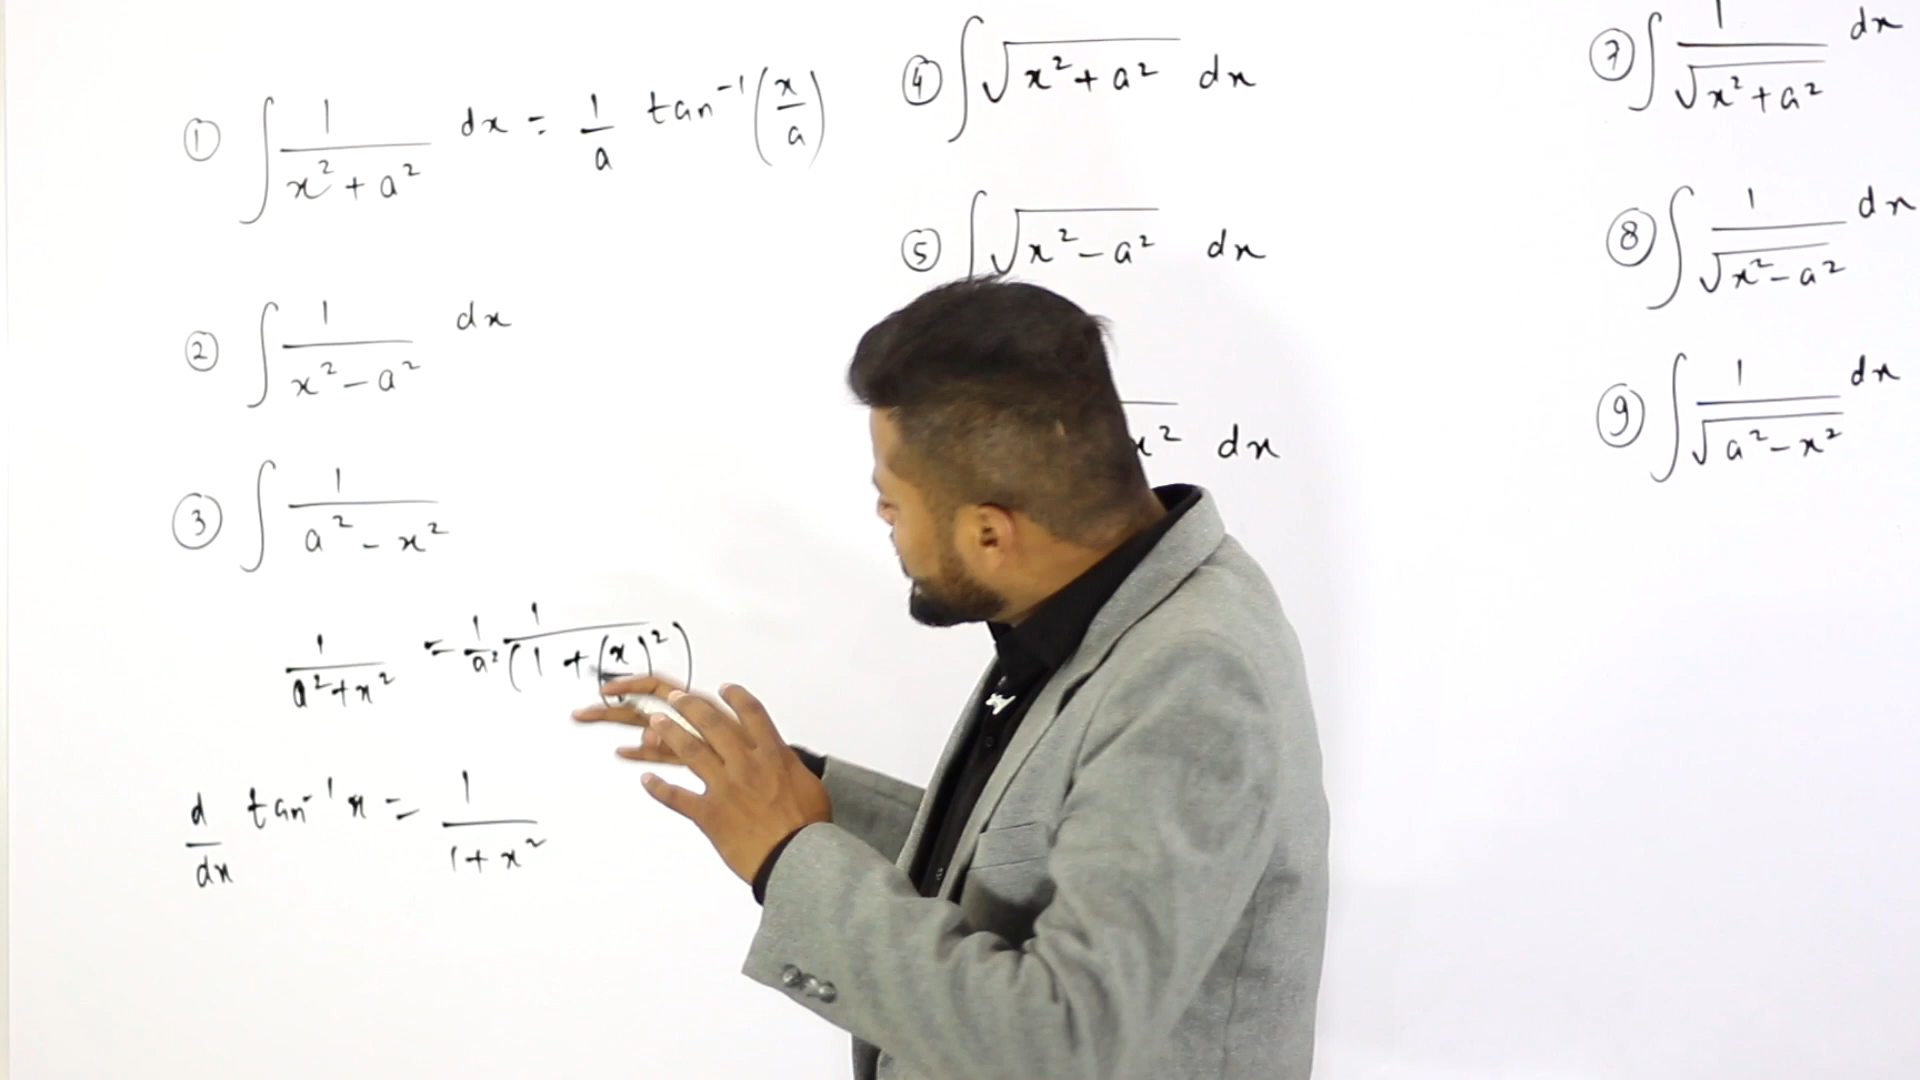 ① ∫ 1/(x² + a²) dx = 1/a tan⁻¹(x/a)
② ∫ 1/(x² − a²) dx
③ ∫ 1/(a² − x²)
1/(a² + x²) = 1/a² 1/(1 + (x/)²)
d/dx tan⁻¹ x = 1/(1 + x²)
④ ∫ √(x² + a²) dx
⑤ ∫ √(x² − a²) dx
x² dx
⑦ ∫ 1/√(x² + a²) dx
⑧ ∫ 1/√(x² − a²) dx
⑨ ∫ 1/√(a² − x²) dx